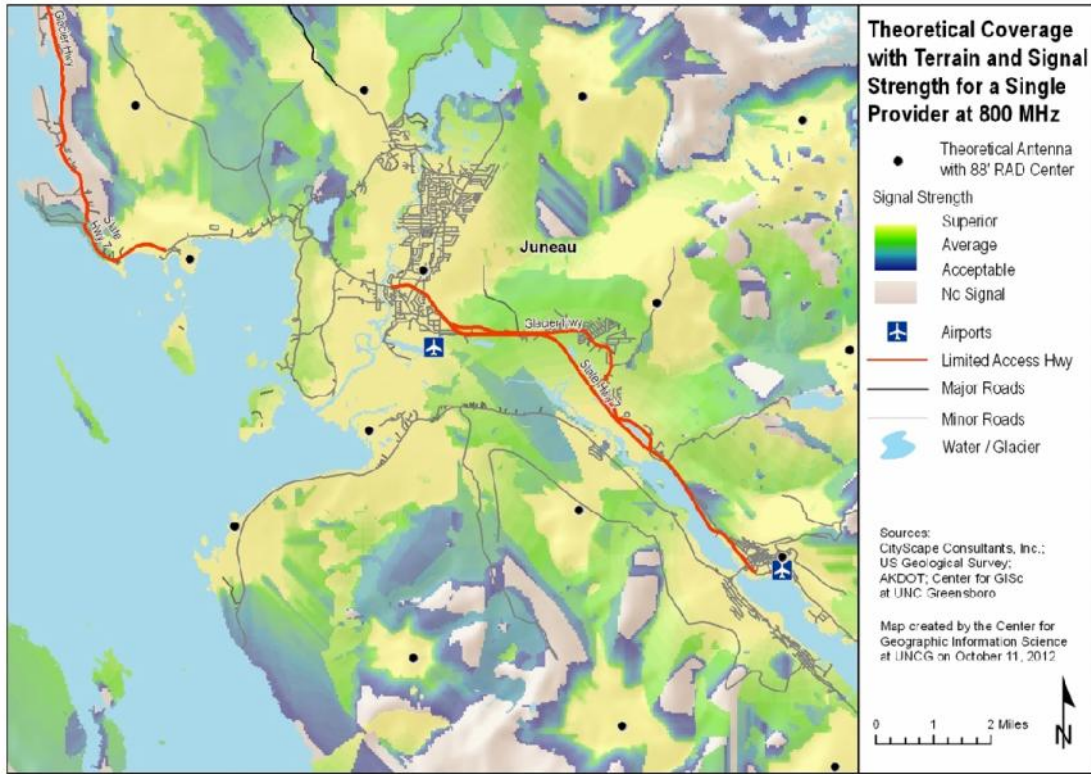 Glacier Hwy
State
Hwy 7
Juneau
Glacier Hwy
State Hwy 7
Theoretical Coverage
with Terrain and Signal
Strength for a Single
Provider at 800 MHz
Theoretical Antenna
with 88' RAD Center
Signal Strength
Superior
Average
Acceptable
No Signal
Airports
Limited Access Hwy
Major Roads
Minor Roads
Water / Glacier
Sources:
CityScape Consultants, Inc.;
US Geological Survey;
AKDOT; Center for GISc
at UNC Greensboro
Map created by the Center for
Geographic Information Science
at UNCG on October 11, 2012
0 1 2 Miles
N